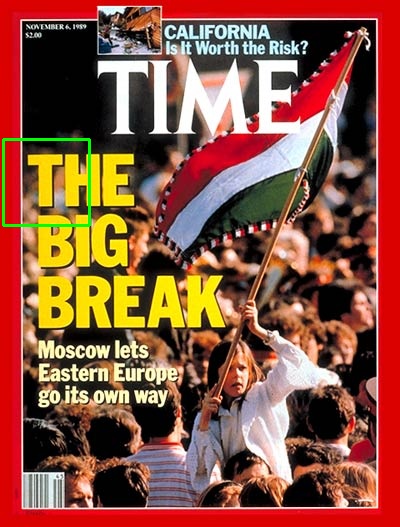 NOVEMBER 6, 1989
$2.00
CALIFORNIA
Is It Worth the Risk?
TIME
THE
BIG
BREAK
Moscow lets
Eastern Europe
go its own way
45